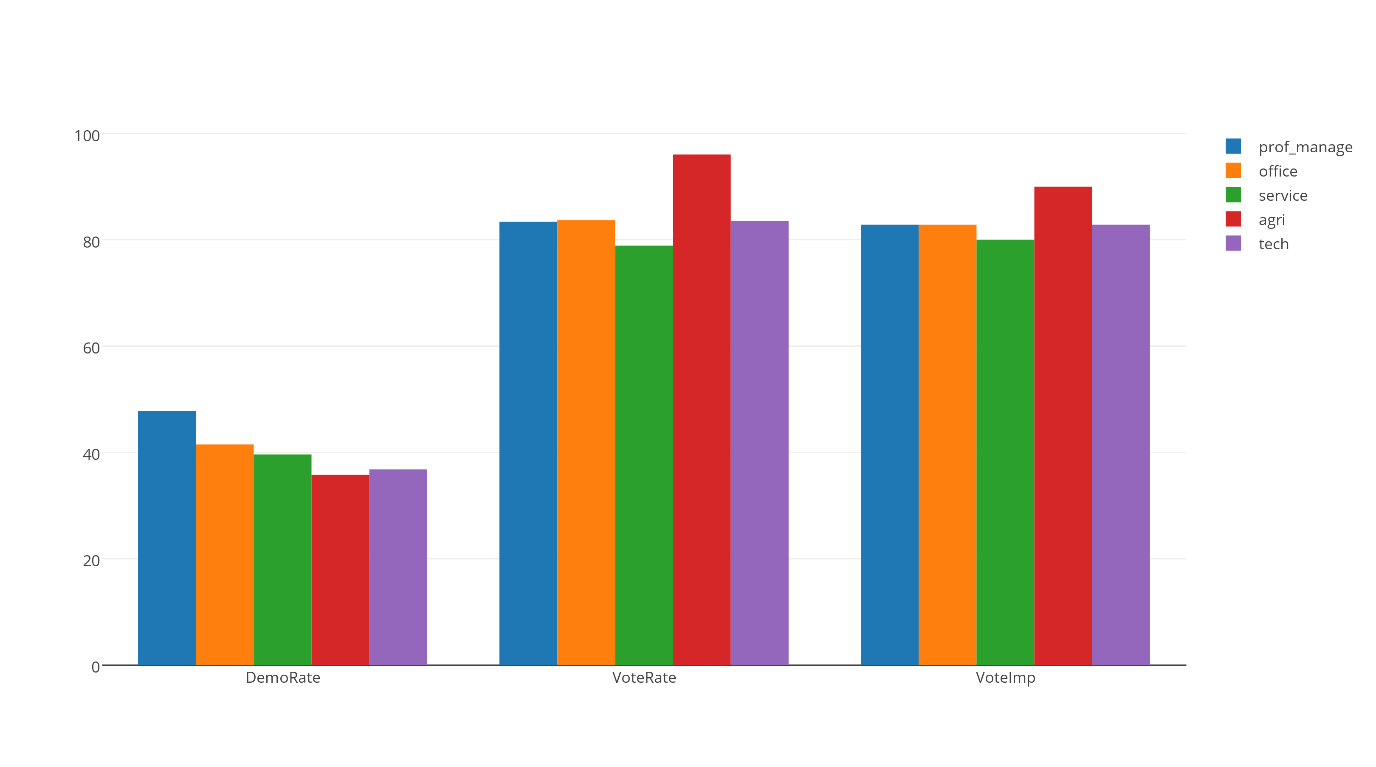 100
80
60
40
20
0
DemoRate VoteRate VoteImp
prof_manage
office
service
agri
tech